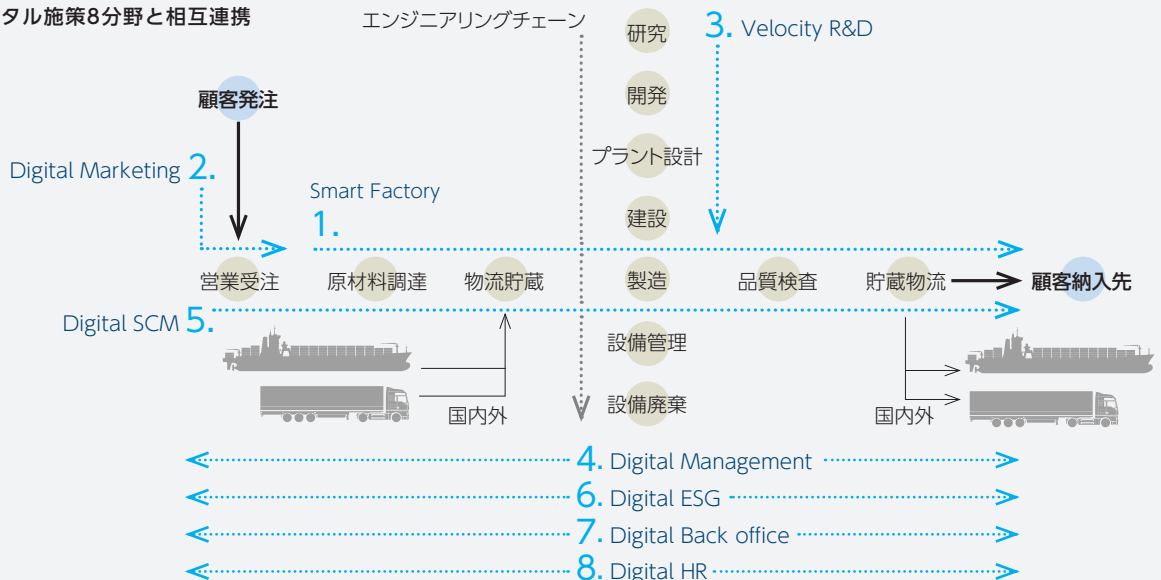 タル施策8分野と相互連携
エンジニアリングチェーン
研究
3. Velocity R&D
顧客発注
開発
プラント設計
Digital Marketing 2.
Smart Factory
1.
建設
営業受注
原材料調達
物流貯蔵
製造
品質検査
貯蔵物流
顧客納入先
Digital SCM 5.
設備管理
設備廃棄
国内外
国内外
4. Digital Management
6. Digital ESG
7. Digital Back office
8. Digital HR